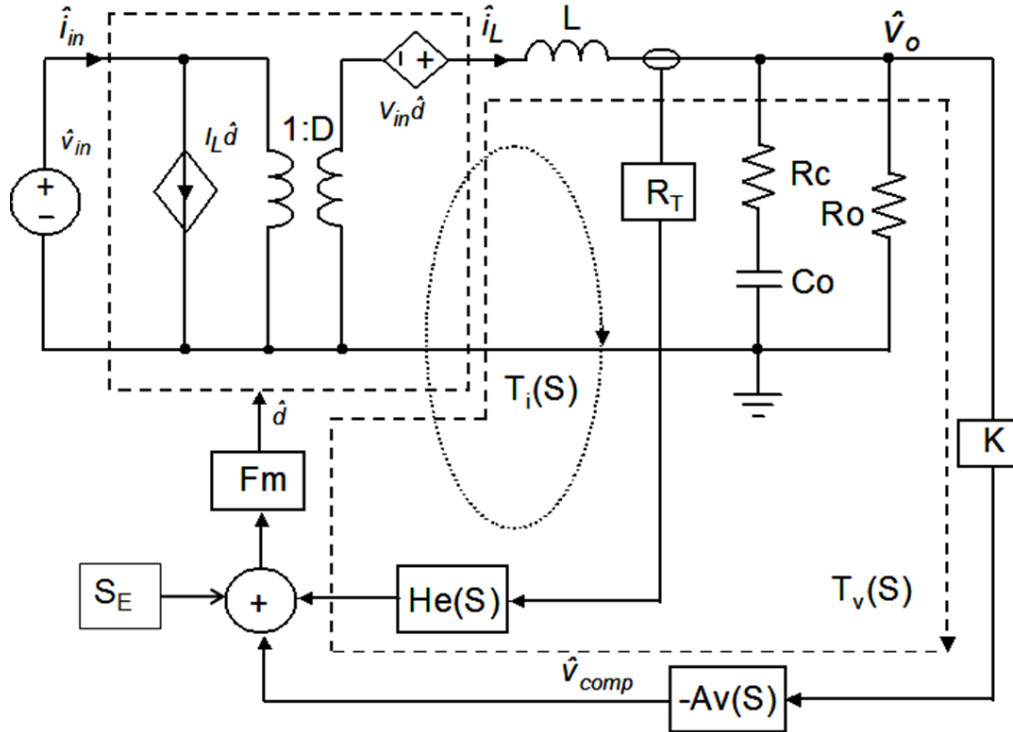 î_in
î_L
L
v̂_o
V_in d̂
1:D
v̂_in
I_L d̂
+
−
R_T
Rc
Ro
Co
T_i(S)
d̂
K
Fm
S_E
+
He(S)
T_v(S)
v̂_comp
-Av(S)